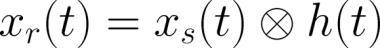 x_r(t) = x_s(t) ⊗ h(t)